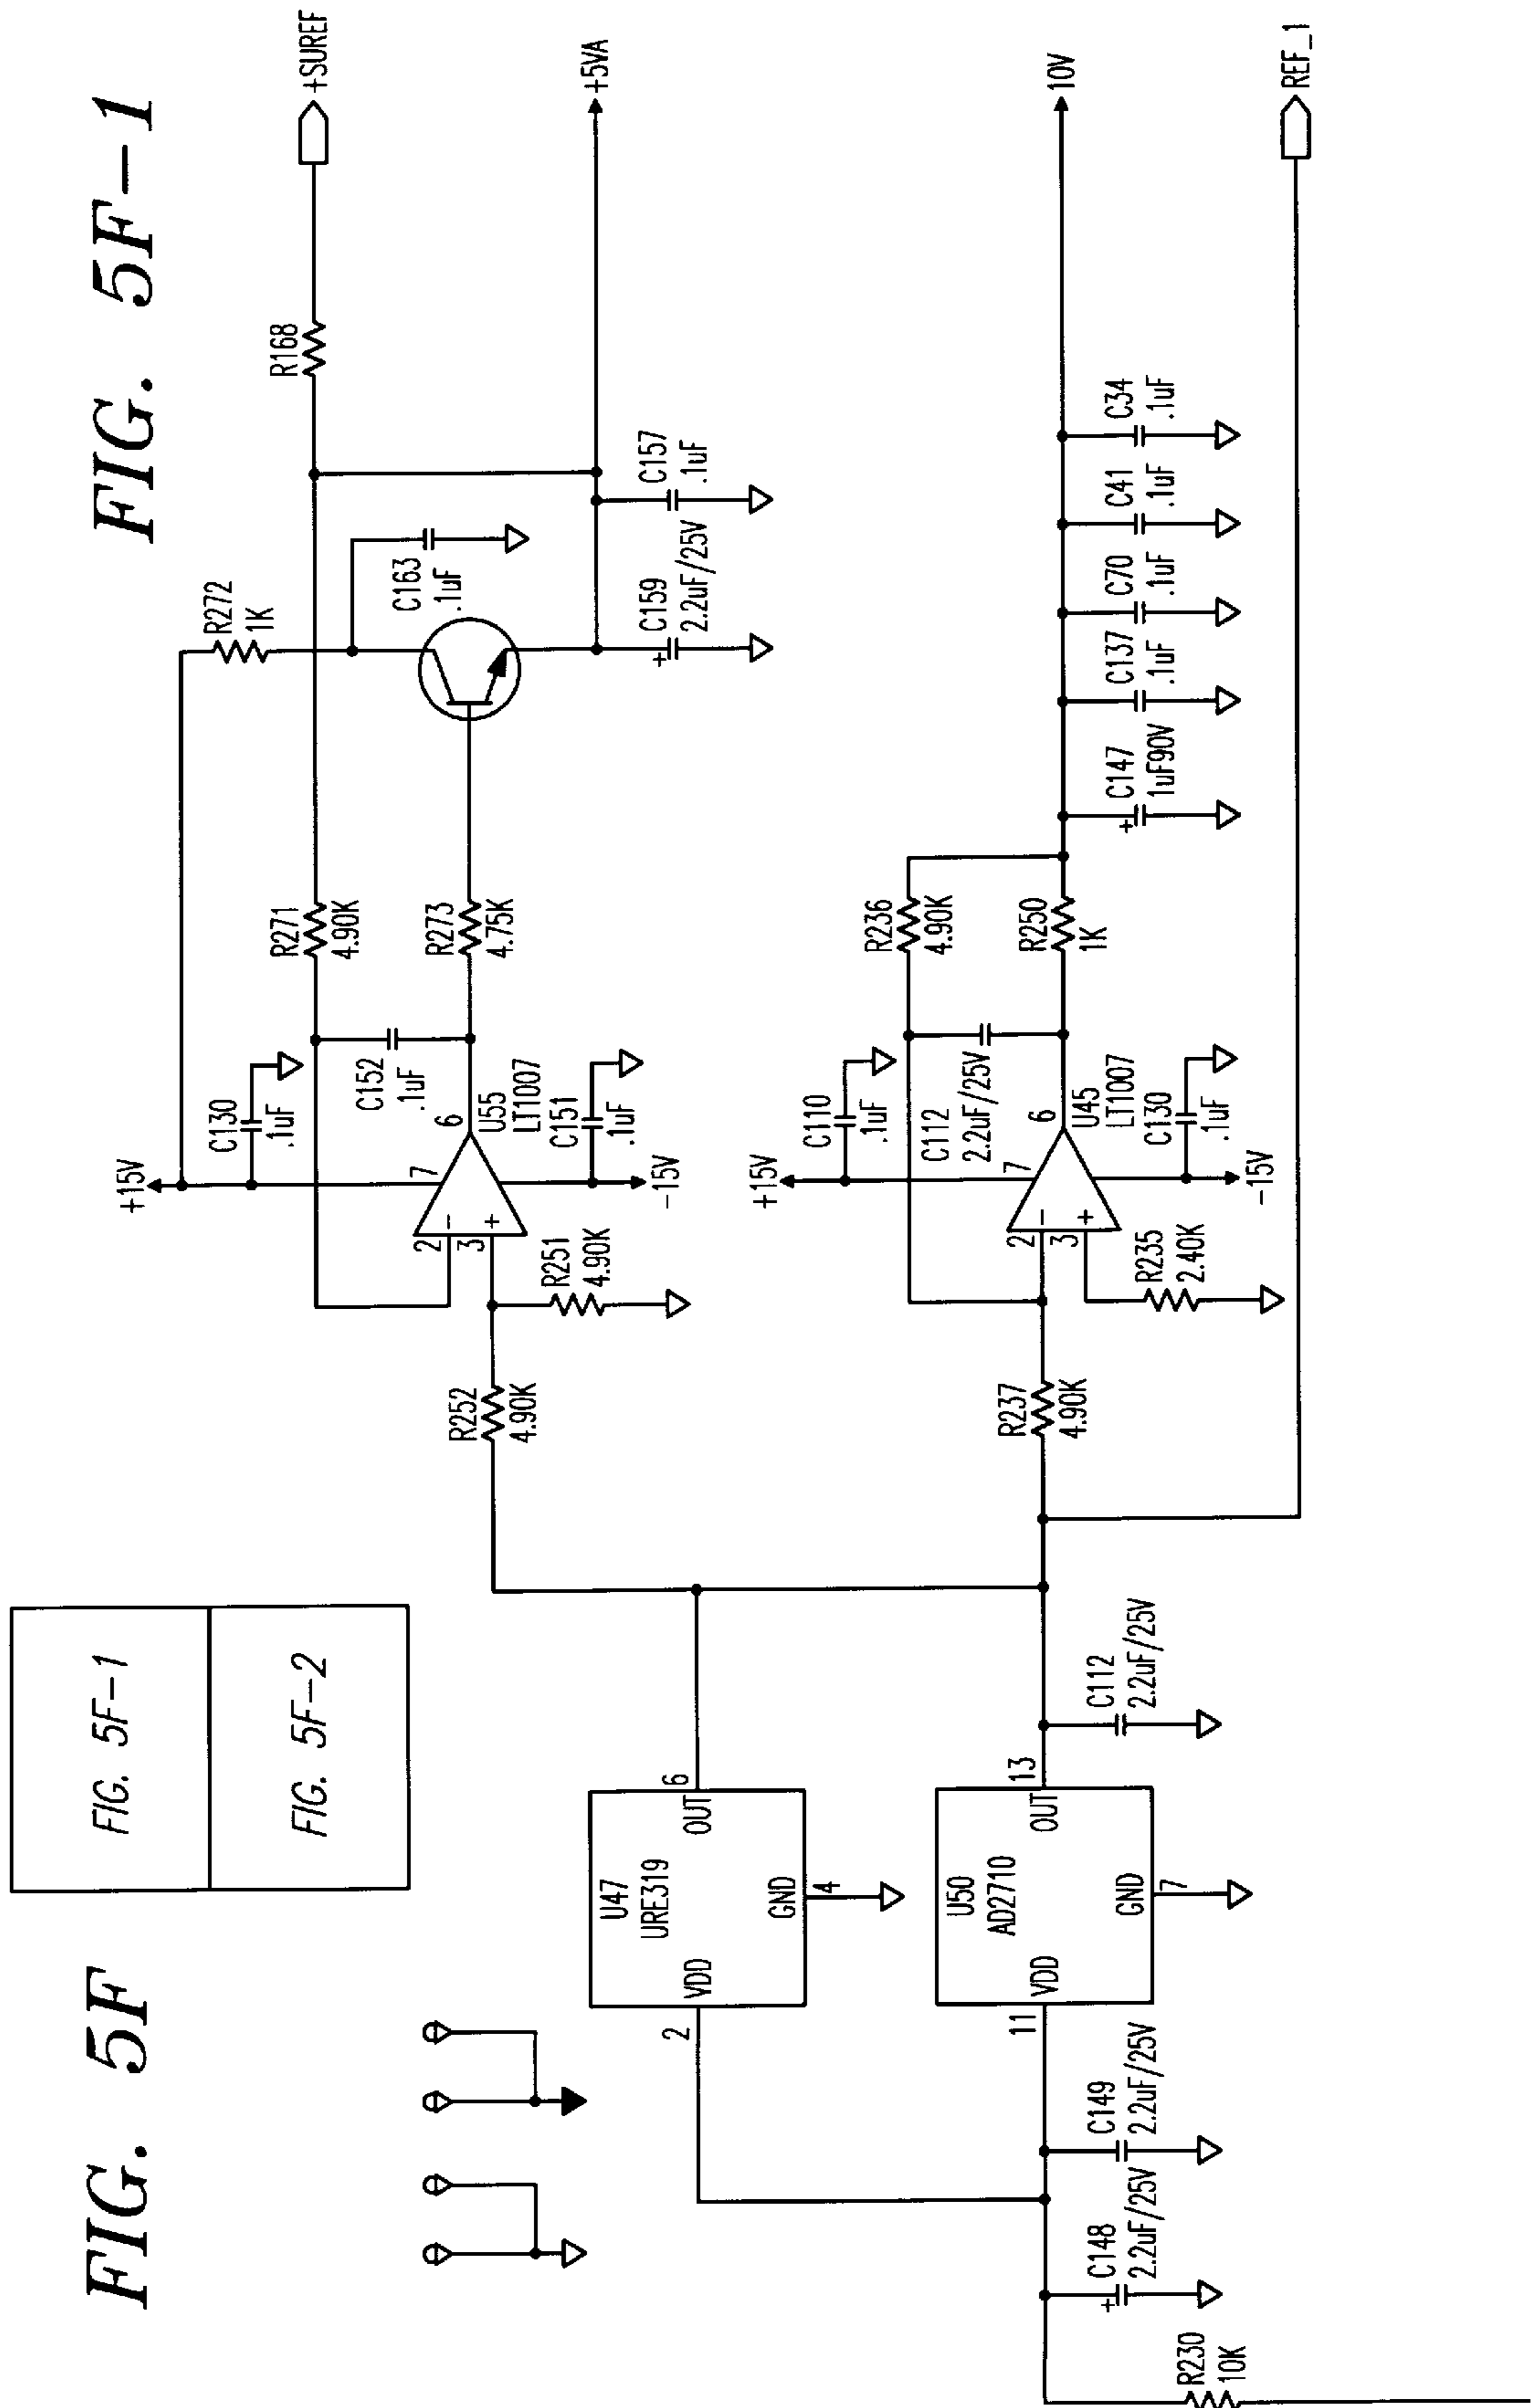 FIG. 5F
FIG. 5F-1
FIG. 5F-2
FIG. 5F-1
+15V
C130
.1uF
R272
1K
R271
4.90K
R168
+SUREF
C152
.1uF
C163
.1uF
7
2
-
3
+
6
U55
LT1007
R273
4.75K
R252
4.90K
R251
4.90K
C151
.1uF
-15V
C159
+
2.2uF/25V
C157
.1uF
+5VA
U47
URE319
2
VDD
OUT
6
GND
4
+15V
C110
.1uF
C112
2.2uF/25V
R236
4.90K
R250
1K
7
2
-
3
+
6
U45
LT1007
R237
4.90K
R235
2.40K
C130
.1uF
-15V
C147
+
1uF90V
C137
.1uF
C70
.1uF
C41
.1uF
C34
.1uF
10V
U50
AD2710
11
VDD
OUT
13
GND
7
C112
2.2uF/25V
C148
+
2.2uF/25V
C149
2.2uF/25V
R230
10K
REF_1